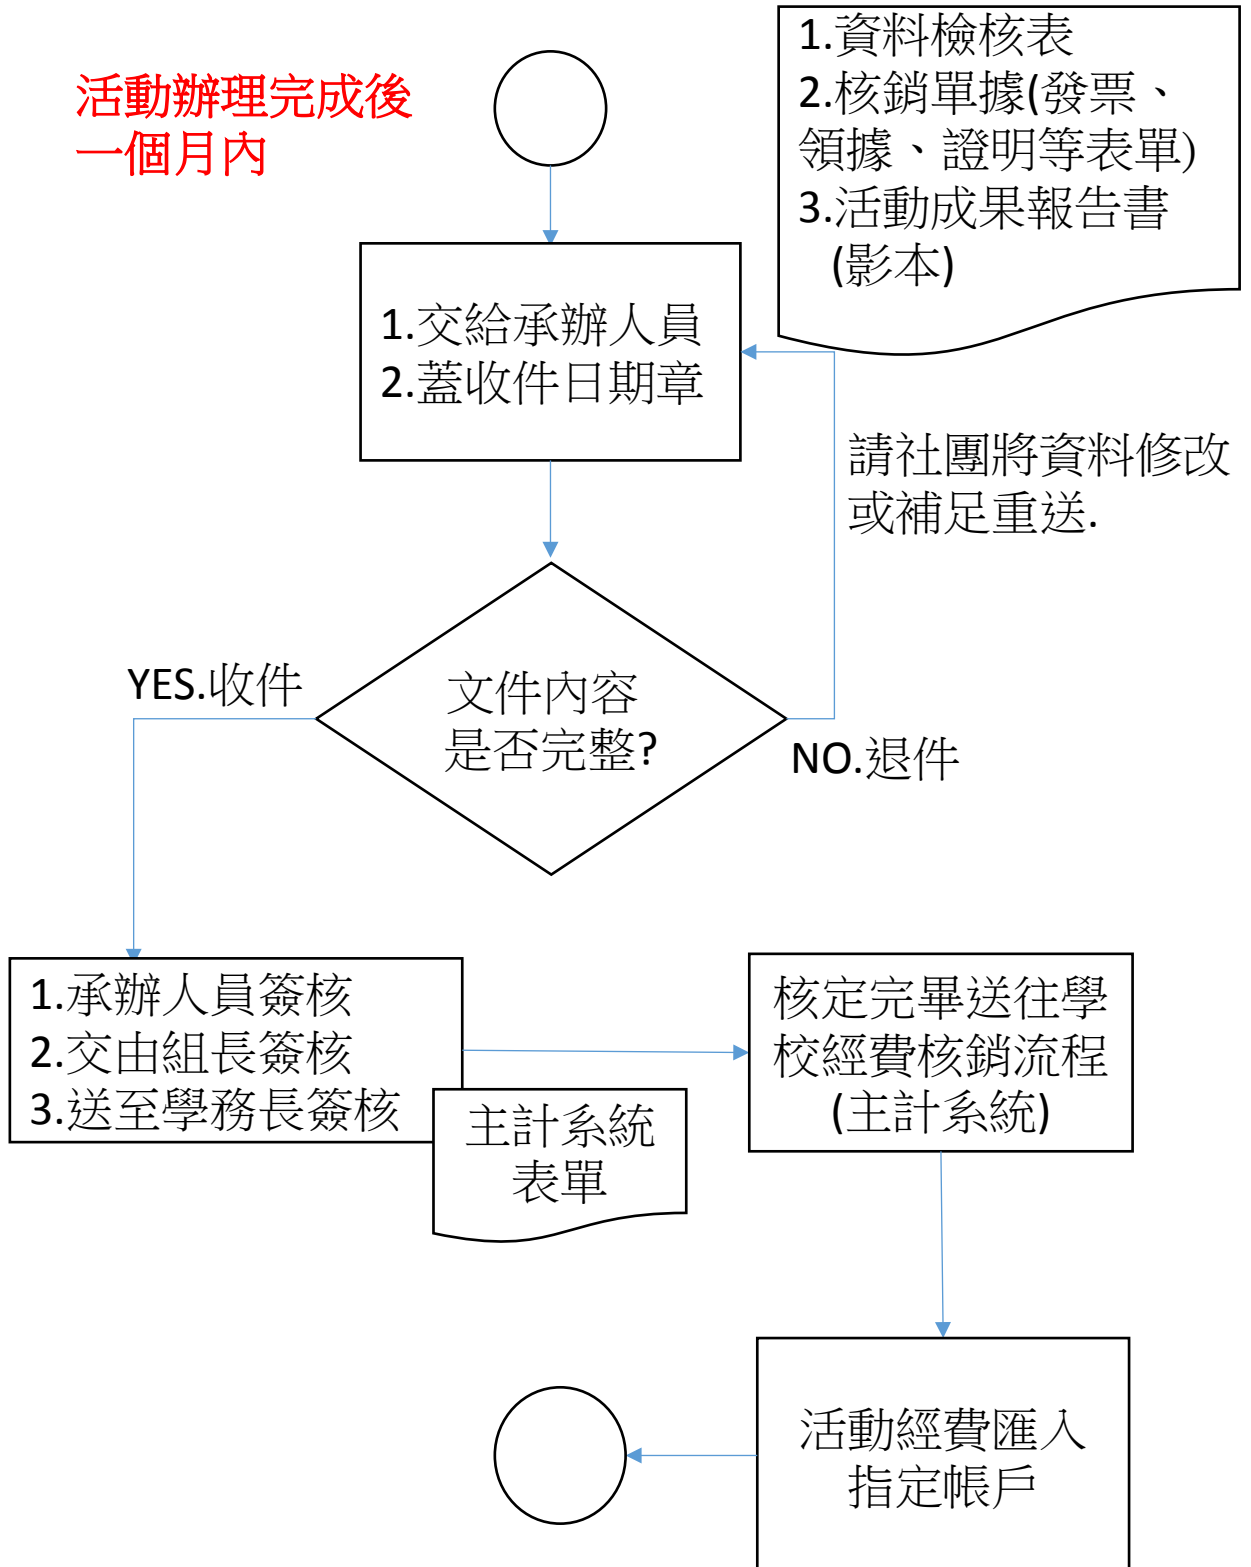 活動辦理完成後
一個月內
1.資料檢核表
2.核銷單據(發票、
領據、證明等表單)
3.活動成果報告書
(影本)
1.交給承辦人員
2.蓋收件日期章
請社團將資料修改
或補足重送.
YES.收件
文件內容
是否完整?
NO.退件
1.承辦人員簽核
2.交由組長簽核
3.送至學務長簽核
主計系統
表單
核定完畢送往學
校經費核銷流程
(主計系統)
活動經費匯入
指定帳戶